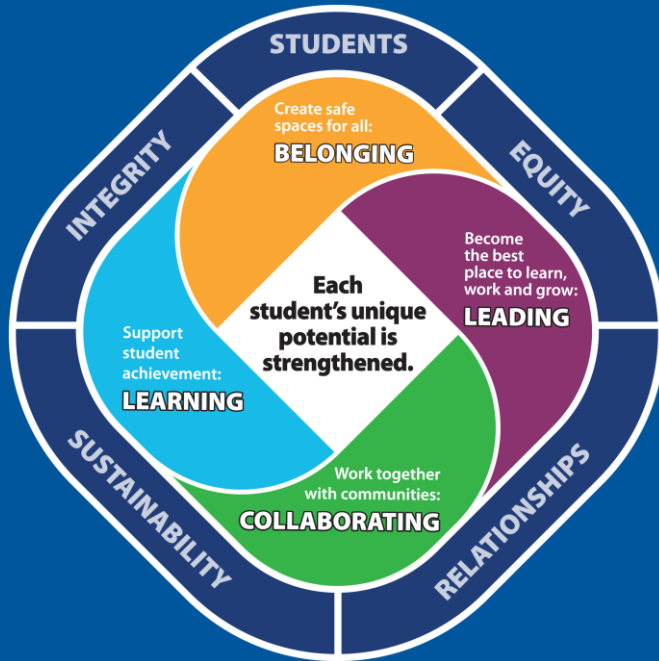 STUDENTS
INTEGRITY
EQUITY
Create safe
spaces for all:
BELONGING
Become
the best
place to learn,
work and grow:
LEADING
Each
student’s unique
potential is
strengthened.
Support
student
achievement:
LEARNING
Work together
with communities:
COLLABORATING
SUSTAINABILITY
RELATIONSHIPS